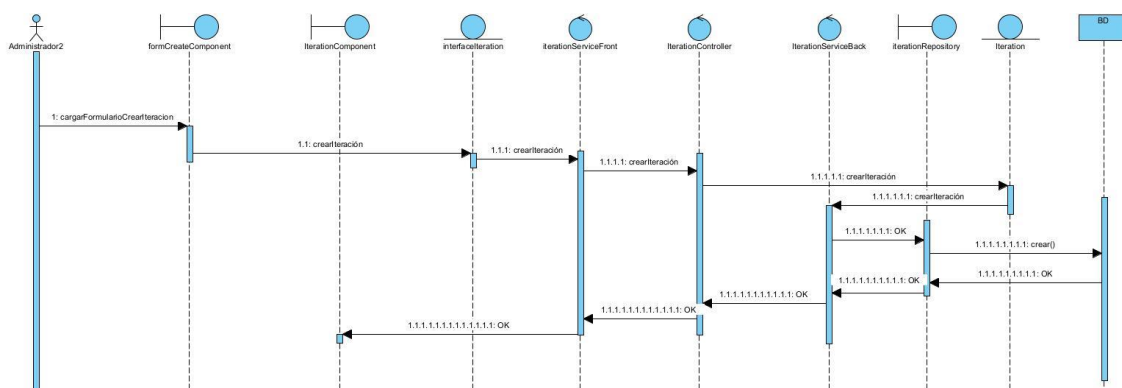 BD
Administrador2
formCreateComponent
IterationComponent
interfaceIteration
iterationServiceFront
IterationController
IterationServiceBack
iterationRepository
Iteration
1: cargarFormularioCrearIteracion
1.1: crearIteración
1.1.1: crearIteración
1.1.1.1: crearIteración
1.1.1.1.1: crearIteración
1.1.1.1.1.1: crearIteración
1.1.1.1.1.1.1: OK
1.1.1.1.1.1.1.1: crear()
1.1.1.1.1.1.1.1.1: OK
1.1.1.1.1.1.1.1.1.1: OK
1.1.1.1.1.1.1.1.1.1.1: OK
1.1.1.1.1.1.1.1.1.1.1.1: OK
1.1.1.1.1.1.1.1.1.1.1.1.1: OK